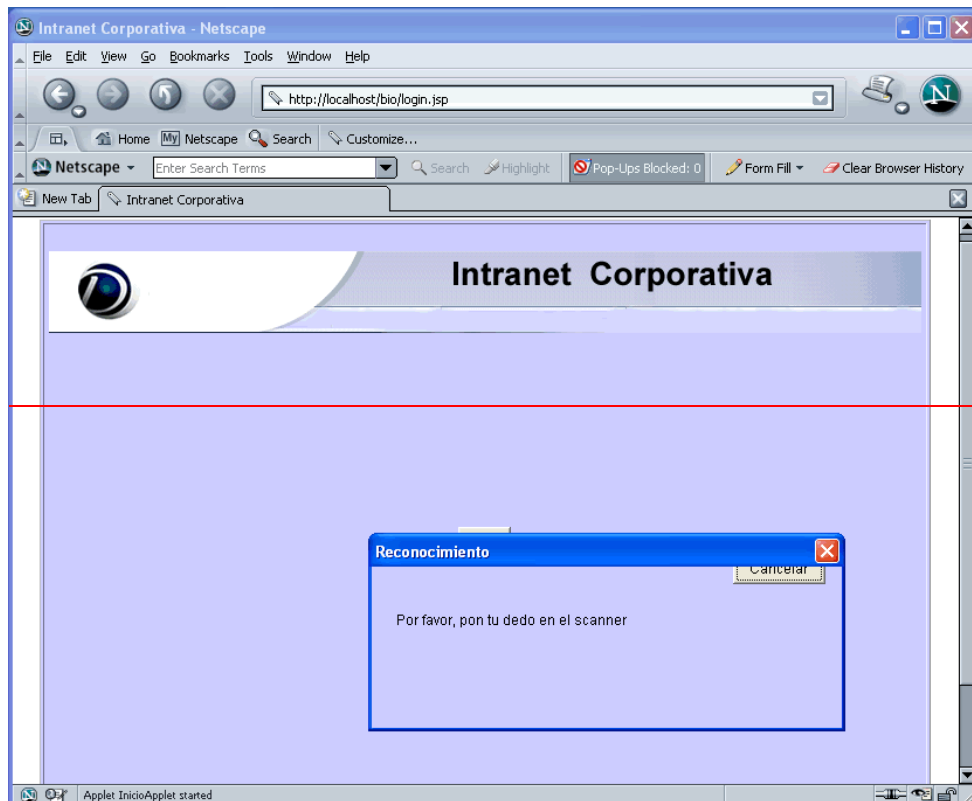 Intranet Corporativa - Netscape
File Edit View Go Bookmarks Tools Window Help
http://localhost/bio/login.jsp
Home My Netscape Search Customize...
Netscape Enter Search Terms Search Highlight Pop-Ups Blocked: 0 Form Fill Clear Browser History
New Tab Intranet Corporativa
Intranet Corporativa
Reconocimiento
Cancelar
Por favor, pon tu dedo en el scanner
Applet InicioApplet started